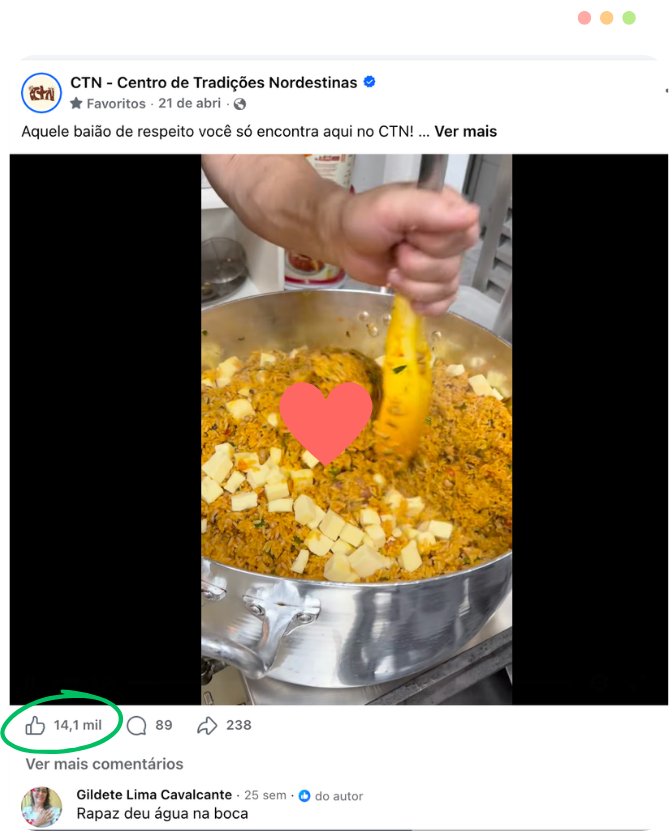 CTN - Centro de Tradições Nordestinas
Favoritos · 21 de abri ·
Aquele baião de respeito você só encontra aqui no CTN! ... Ver mais
14,1 mil 89 238
Ver mais comentários
Gildete Lima Cavalcante · 25 sem · do autor
Rapaz deu água na boca